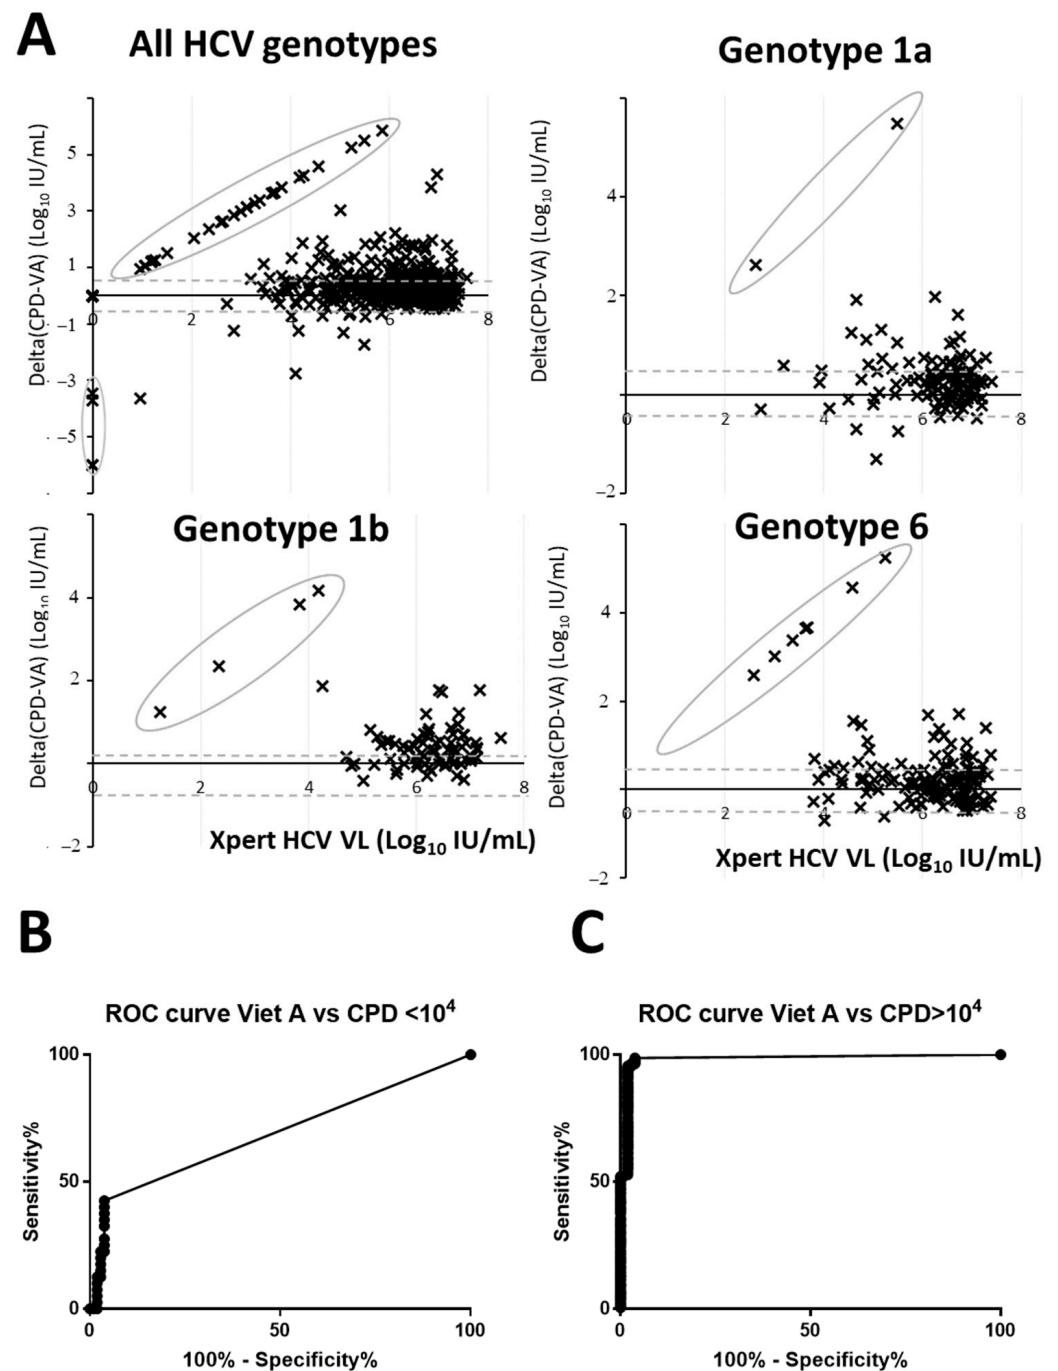 A
All HCV genotypes
Genotype 1a
Delta(CPD-VA) (Log10 IU/mL)
5
3
1
−1
−3
−5
0
2
4
6
8
Delta(CPD-VA) (Log10 IU/mL)
4
2
−2
0
2
4
6
8
Genotype 1b
Genotype 6
Delta(CPD-VA) (Log10 IU/mL)
4
2
−2
0
2
4
6
8
Xpert HCV VL (Log10 IU/mL)
Delta(CPD-VA) (Log10 IU/mL)
4
2
−2
0
2
4
6
8
Xpert HCV VL (Log10 IU/mL)
B
C
ROC curve Viet A vs CPD <10^4
Sensitivity%
100
50
0
0
50
100
100% - Specificity%
ROC curve Viet A vs CPD>10^4
Sensitivity%
100
50
0
0
50
100
100% - Specificity%